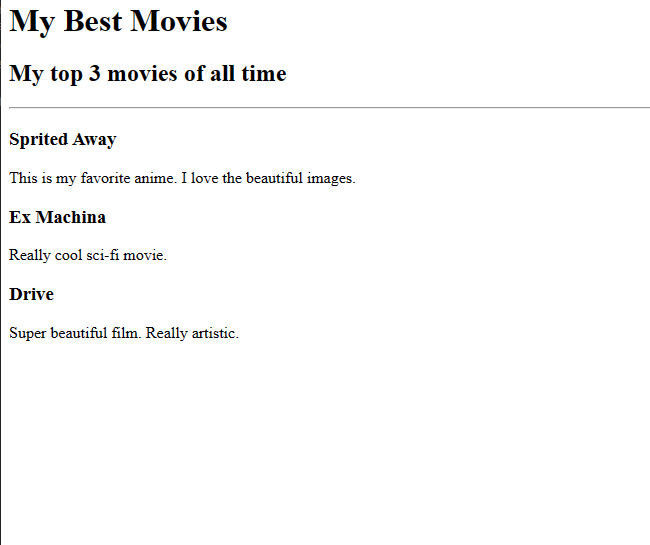 My Best Movies
My top 3 movies of all time
Sprited Away
This is my favorite anime. I love the beautiful images.
Ex Machina
Really cool sci-fi movie.
Drive
Super beautiful film. Really artistic.